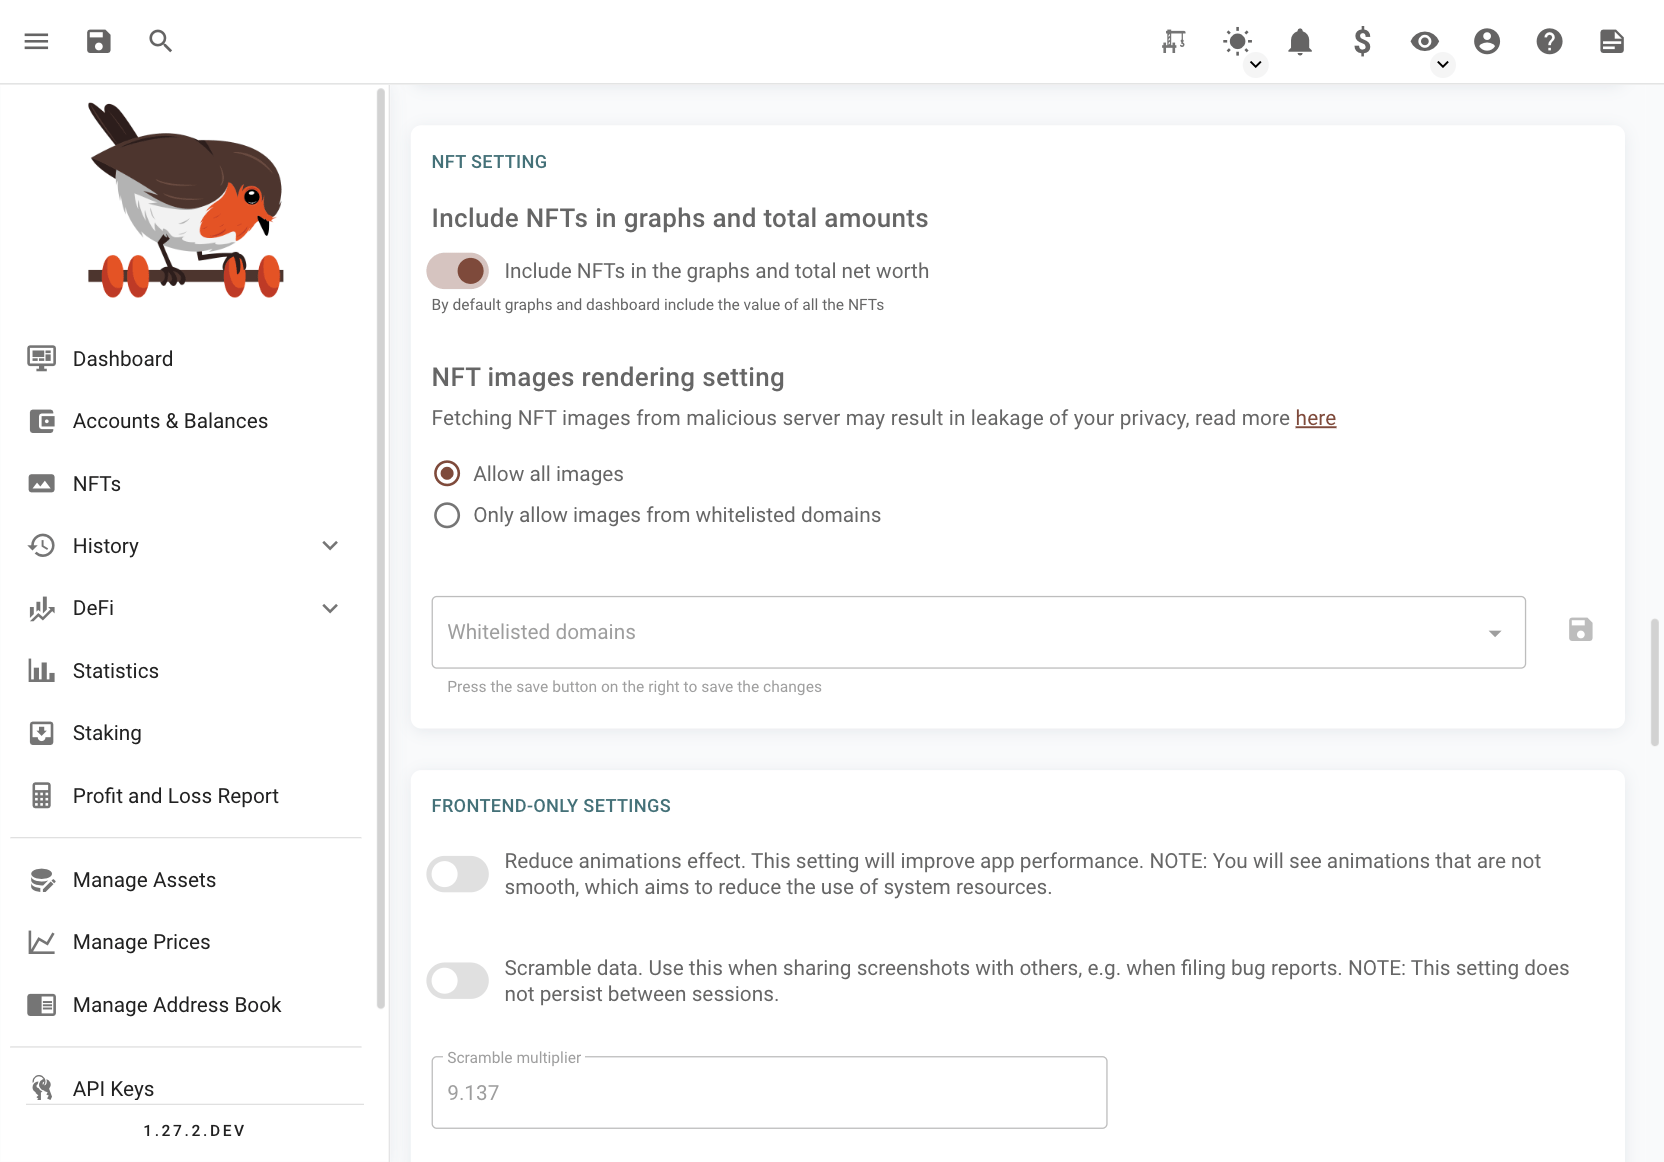 NFT SETTING
Include NFTs in graphs and total amounts
Include NFTs in the graphs and total net worth
By default graphs and dashboard include the value of all the NFTs
NFT images rendering setting
Fetching NFT images from malicious server may result in leakage of your privacy, read more here
Allow all images
Only allow images from whitelisted domains
Whitelisted domains
Press the save button on the right to save the changes
FRONTEND-ONLY SETTINGS
Reduce animations effect. This setting will improve app performance. NOTE: You will see animations that are not
smooth, which aims to reduce the use of system resources.
Scramble data. Use this when sharing screenshots with others, e.g. when filing bug reports. NOTE: This setting does
not persist between sessions.
Scramble multiplier
9.137
Dashboard
Accounts & Balances
NFTs
History
DeFi
Statistics
Staking
Profit and Loss Report
Manage Assets
Manage Prices
Manage Address Book
API Keys
1.27.2.DEV